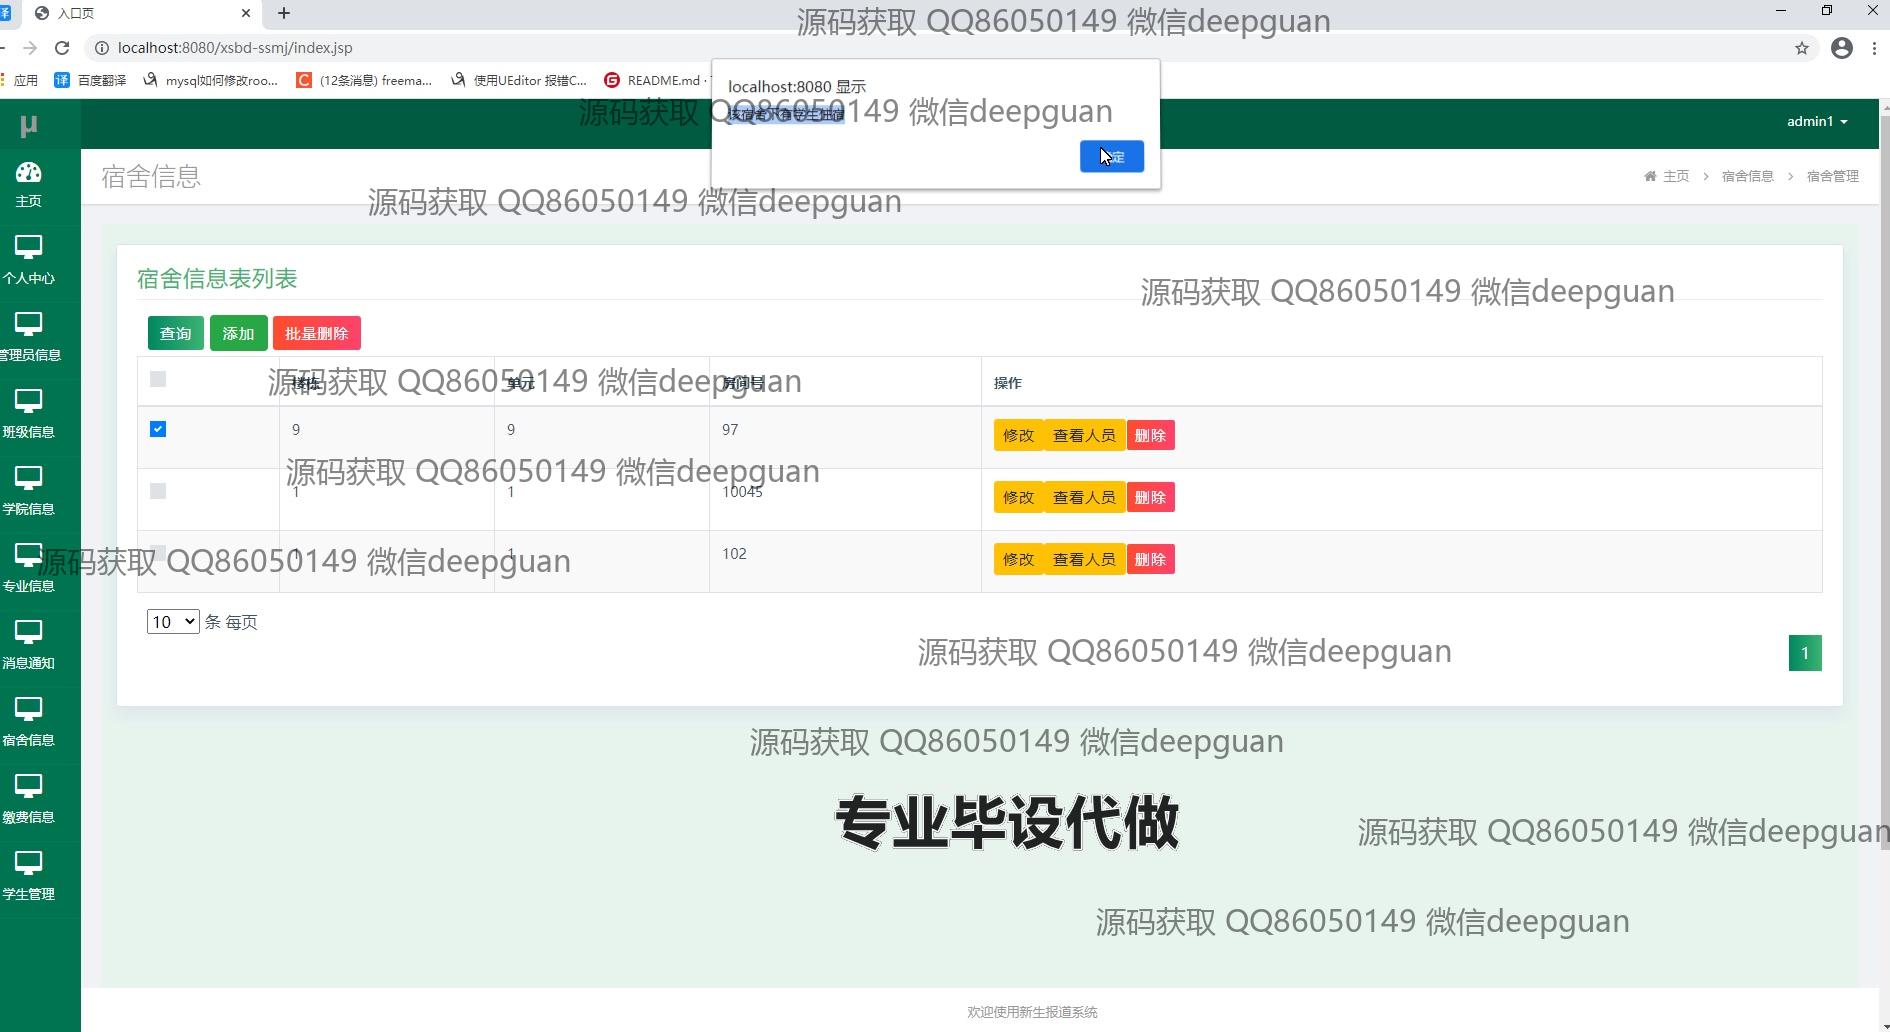 入口页
源码获取 QQ86050149 微信deepguan
localhost:8080/xsbd-ssmj/index.jsp
应用
百度翻译
mysql如何修改roo...
(12条消息) freema...
使用UEditor 报错C...
README.md ·
localhost:8080 显示
该宿舍下有学生住宿
源码获取 QQ86050149 微信deepguan
admin1
宿舍信息
主页 > 宿舍信息 > 宿舍管理
源码获取 QQ86050149 微信deepguan
主页
个人中心
管理员信息
班级信息
学院信息
专业信息
消息通知
宿舍信息
缴费信息
学生管理
宿舍信息表列表
源码获取 QQ86050149 微信deepguan
查询 添加 批量删除
楼栋 单元 房间号 操作
源码获取 QQ86050149 微信deepguan
9 9 97 修改 查看人员 删除
源码获取 QQ86050149 微信deepguan
1 1 10045 修改 查看人员 删除
1 1 102 修改 查看人员 删除
源码获取 QQ86050149 微信deepguan
10 条 每页
源码获取 QQ86050149 微信deepguan
1
源码获取 QQ86050149 微信deepguan
专业毕设代做
源码获取 QQ86050149 微信deepguan
源码获取 QQ86050149 微信deepguan
欢迎使用新生报道系统